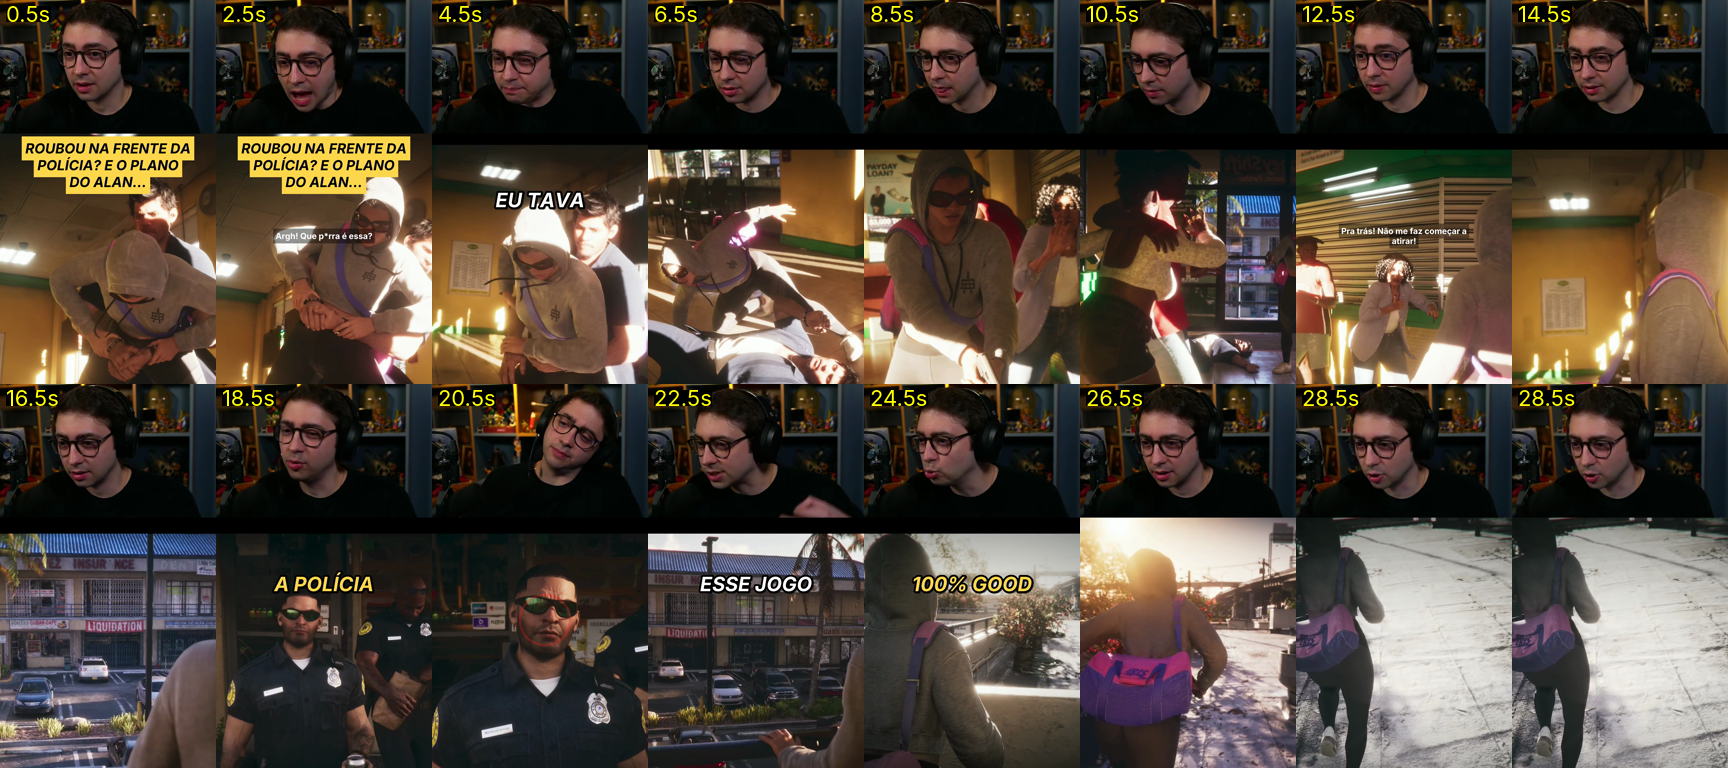 0.5s
2.5s
4.5s
6.5s
8.5s
10.5s
12.5s
14.5s
ROUBOU NA FRENTE DA
POLÍCIA? E O PLANO
DO ALAN...
ROUBOU NA FRENTE DA
POLÍCIA? E O PLANO
DO ALAN...
Argh! Que p*rra é essa?
EU TAVA
PAYDAY
LOAN?
Pra trás! Não me faz começar a
atirar!
16.5s
18.5s
20.5s
22.5s
24.5s
26.5s
28.5s
28.5s
LIQUIDATION
A POLÍCIA
ESSE JOGO
LIQUIDATION
100% GOOD